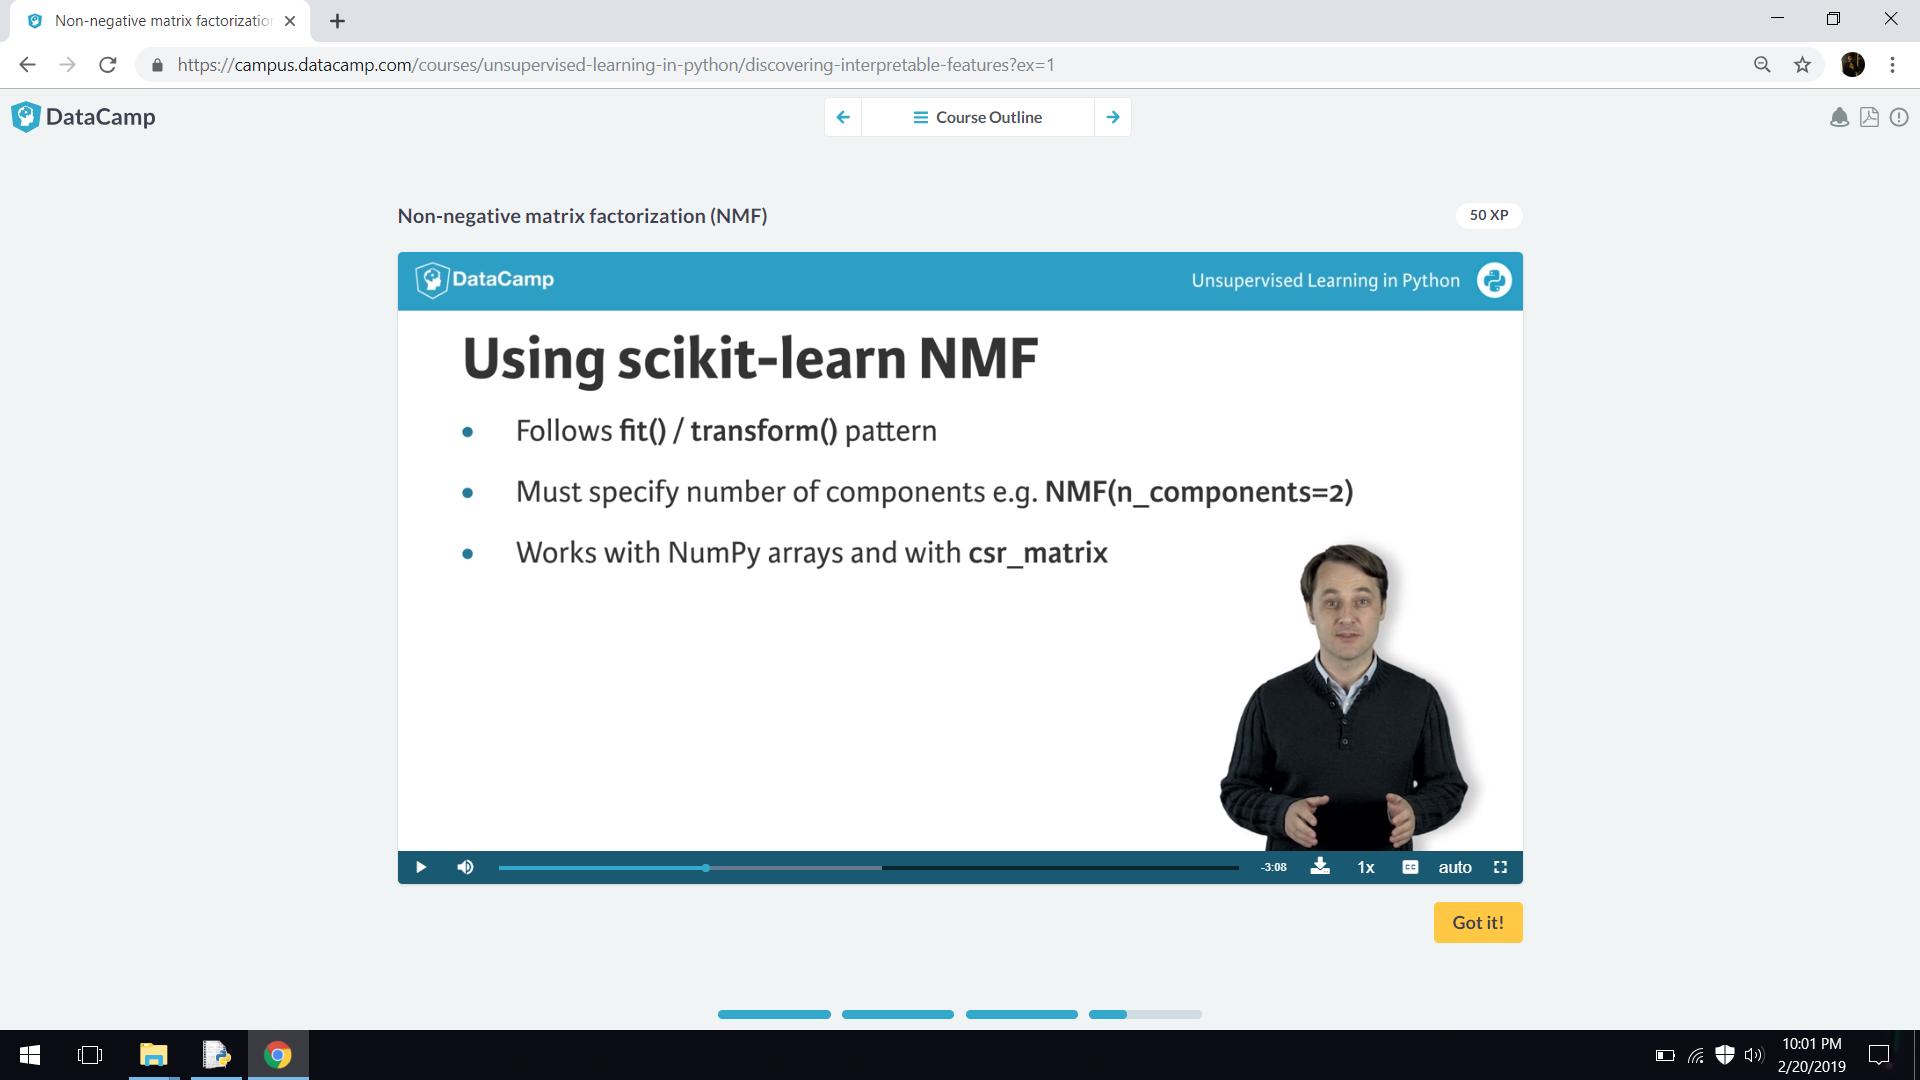 Non-negative matrix factorizatio
https://campus.datacamp.com/courses/unsupervised-learning-in-python/discovering-interpretable-features?ex=1
DataCamp
Course Outline
Non-negative matrix factorization (NMF)
50 XP
DataCamp
Unsupervised Learning in Python
Using scikit-learn NMF
• Follows fit() / transform() pattern
• Must specify number of components e.g. NMF(n_components=2)
• Works with NumPy arrays and with csr_matrix
-3:08
1x
CC
auto
Got it!
10:01 PM
2/20/2019